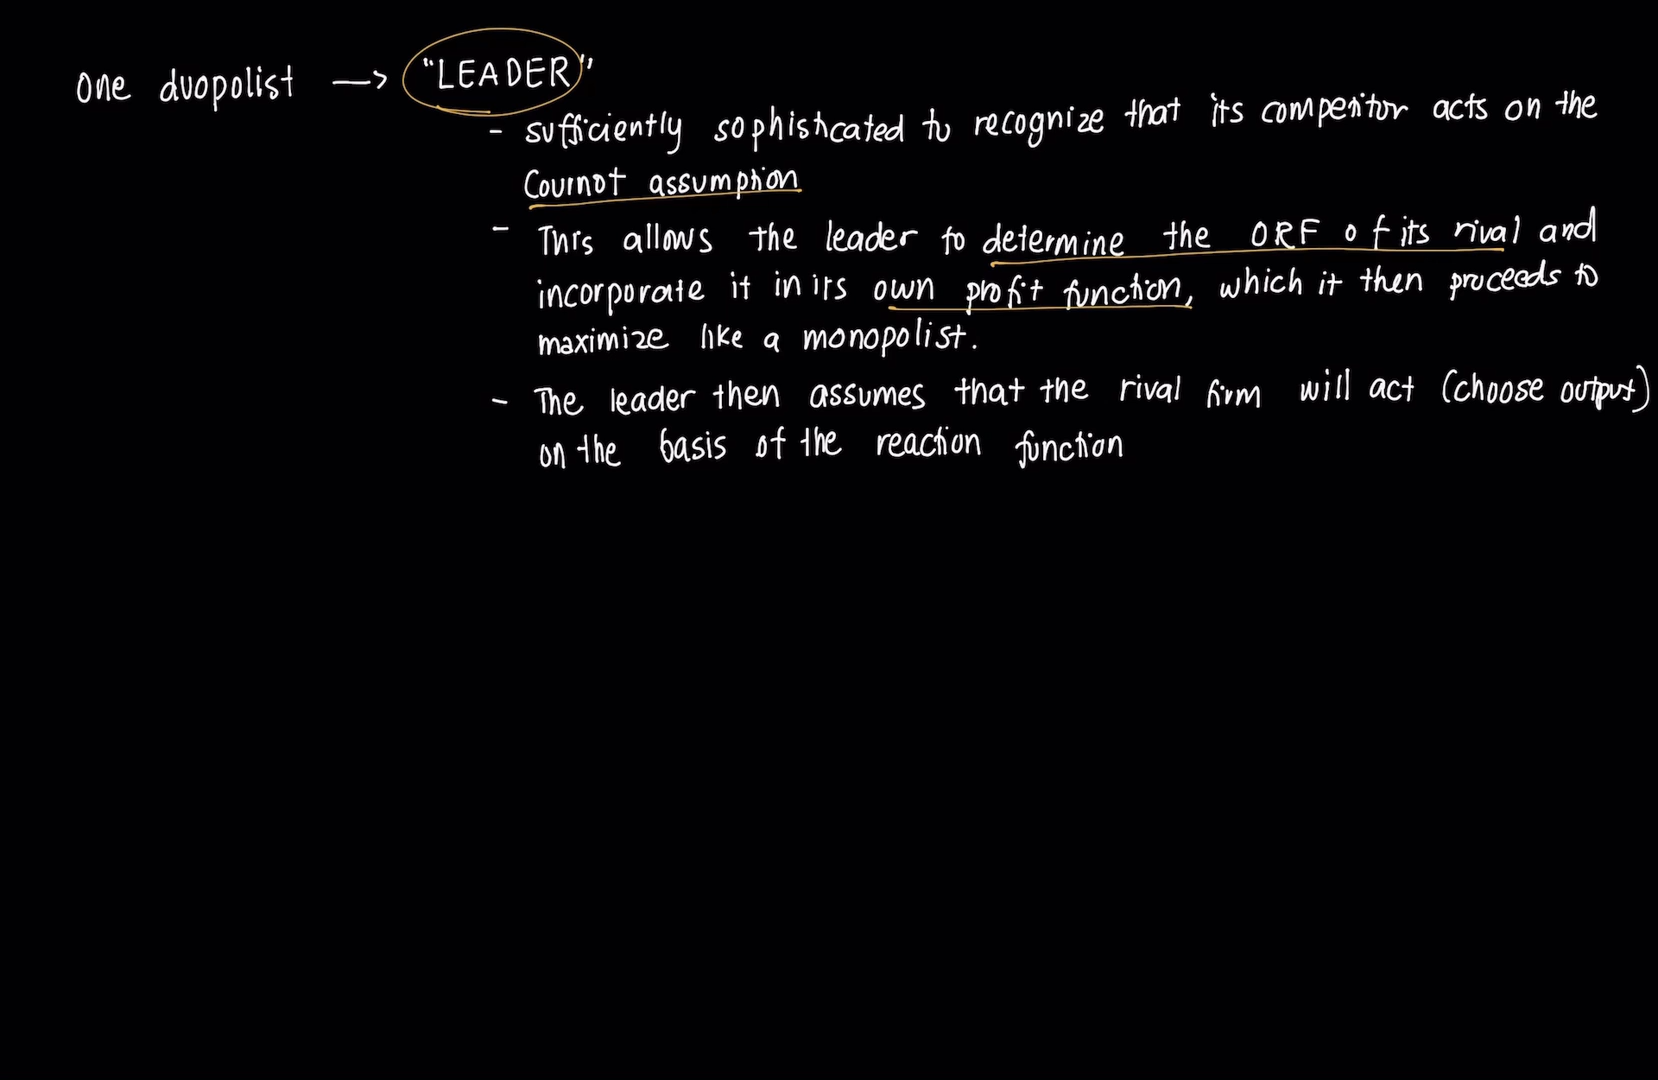 One duopolist → "LEADER"
- sufficiently sophisticated to recognize that its competitor acts on the
Cournot assumption
- This allows the leader to determine the ORF of its rival and
incorporate it in its own profit function, which it then proceeds to
maximize like a monopolist.
- The leader then assumes that the rival firm will act (choose output)
on the basis of the reaction function